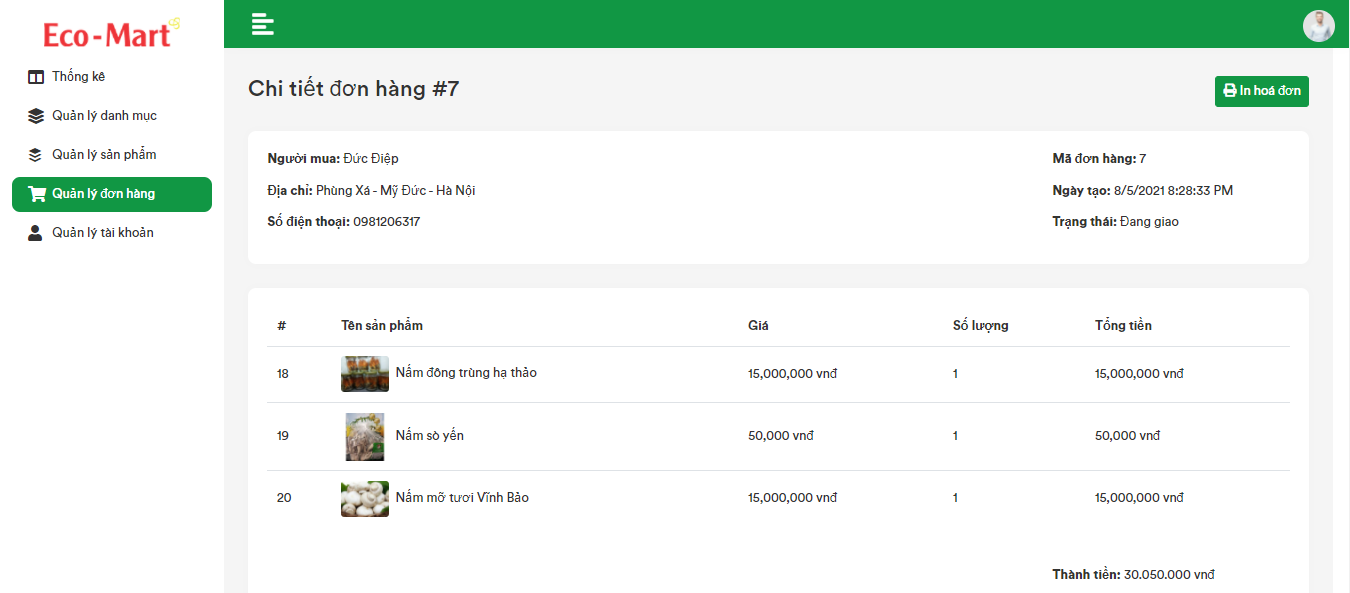 Eco-Mart
Thống kê
Quản lý danh mục
Quản lý sản phẩm
Quản lý đơn hàng
Quản lý tài khoản
Chi tiết đơn hàng #7
In hoá đơn
Người mua: Đức Điệp
Địa chỉ: Phùng Xá - Mỹ Đức - Hà Nội
Số điện thoại: 0981206317
Mã đơn hàng: 7
Ngày tạo: 8/5/2021 8:28:33 PM
Trạng thái: Đang giao
# Tên sản phẩm Giá Số lượng Tổng tiền
18 Nấm đông trùng hạ thảo 15,000,000 vnđ 1 15,000,000 vnđ
19 Nấm sò yến 50,000 vnđ 1 50,000 vnđ
20 Nấm mỡ tươi Vĩnh Bảo 15,000,000 vnđ 1 15,000,000 vnđ
Thành tiền: 30.050.000 vnđ